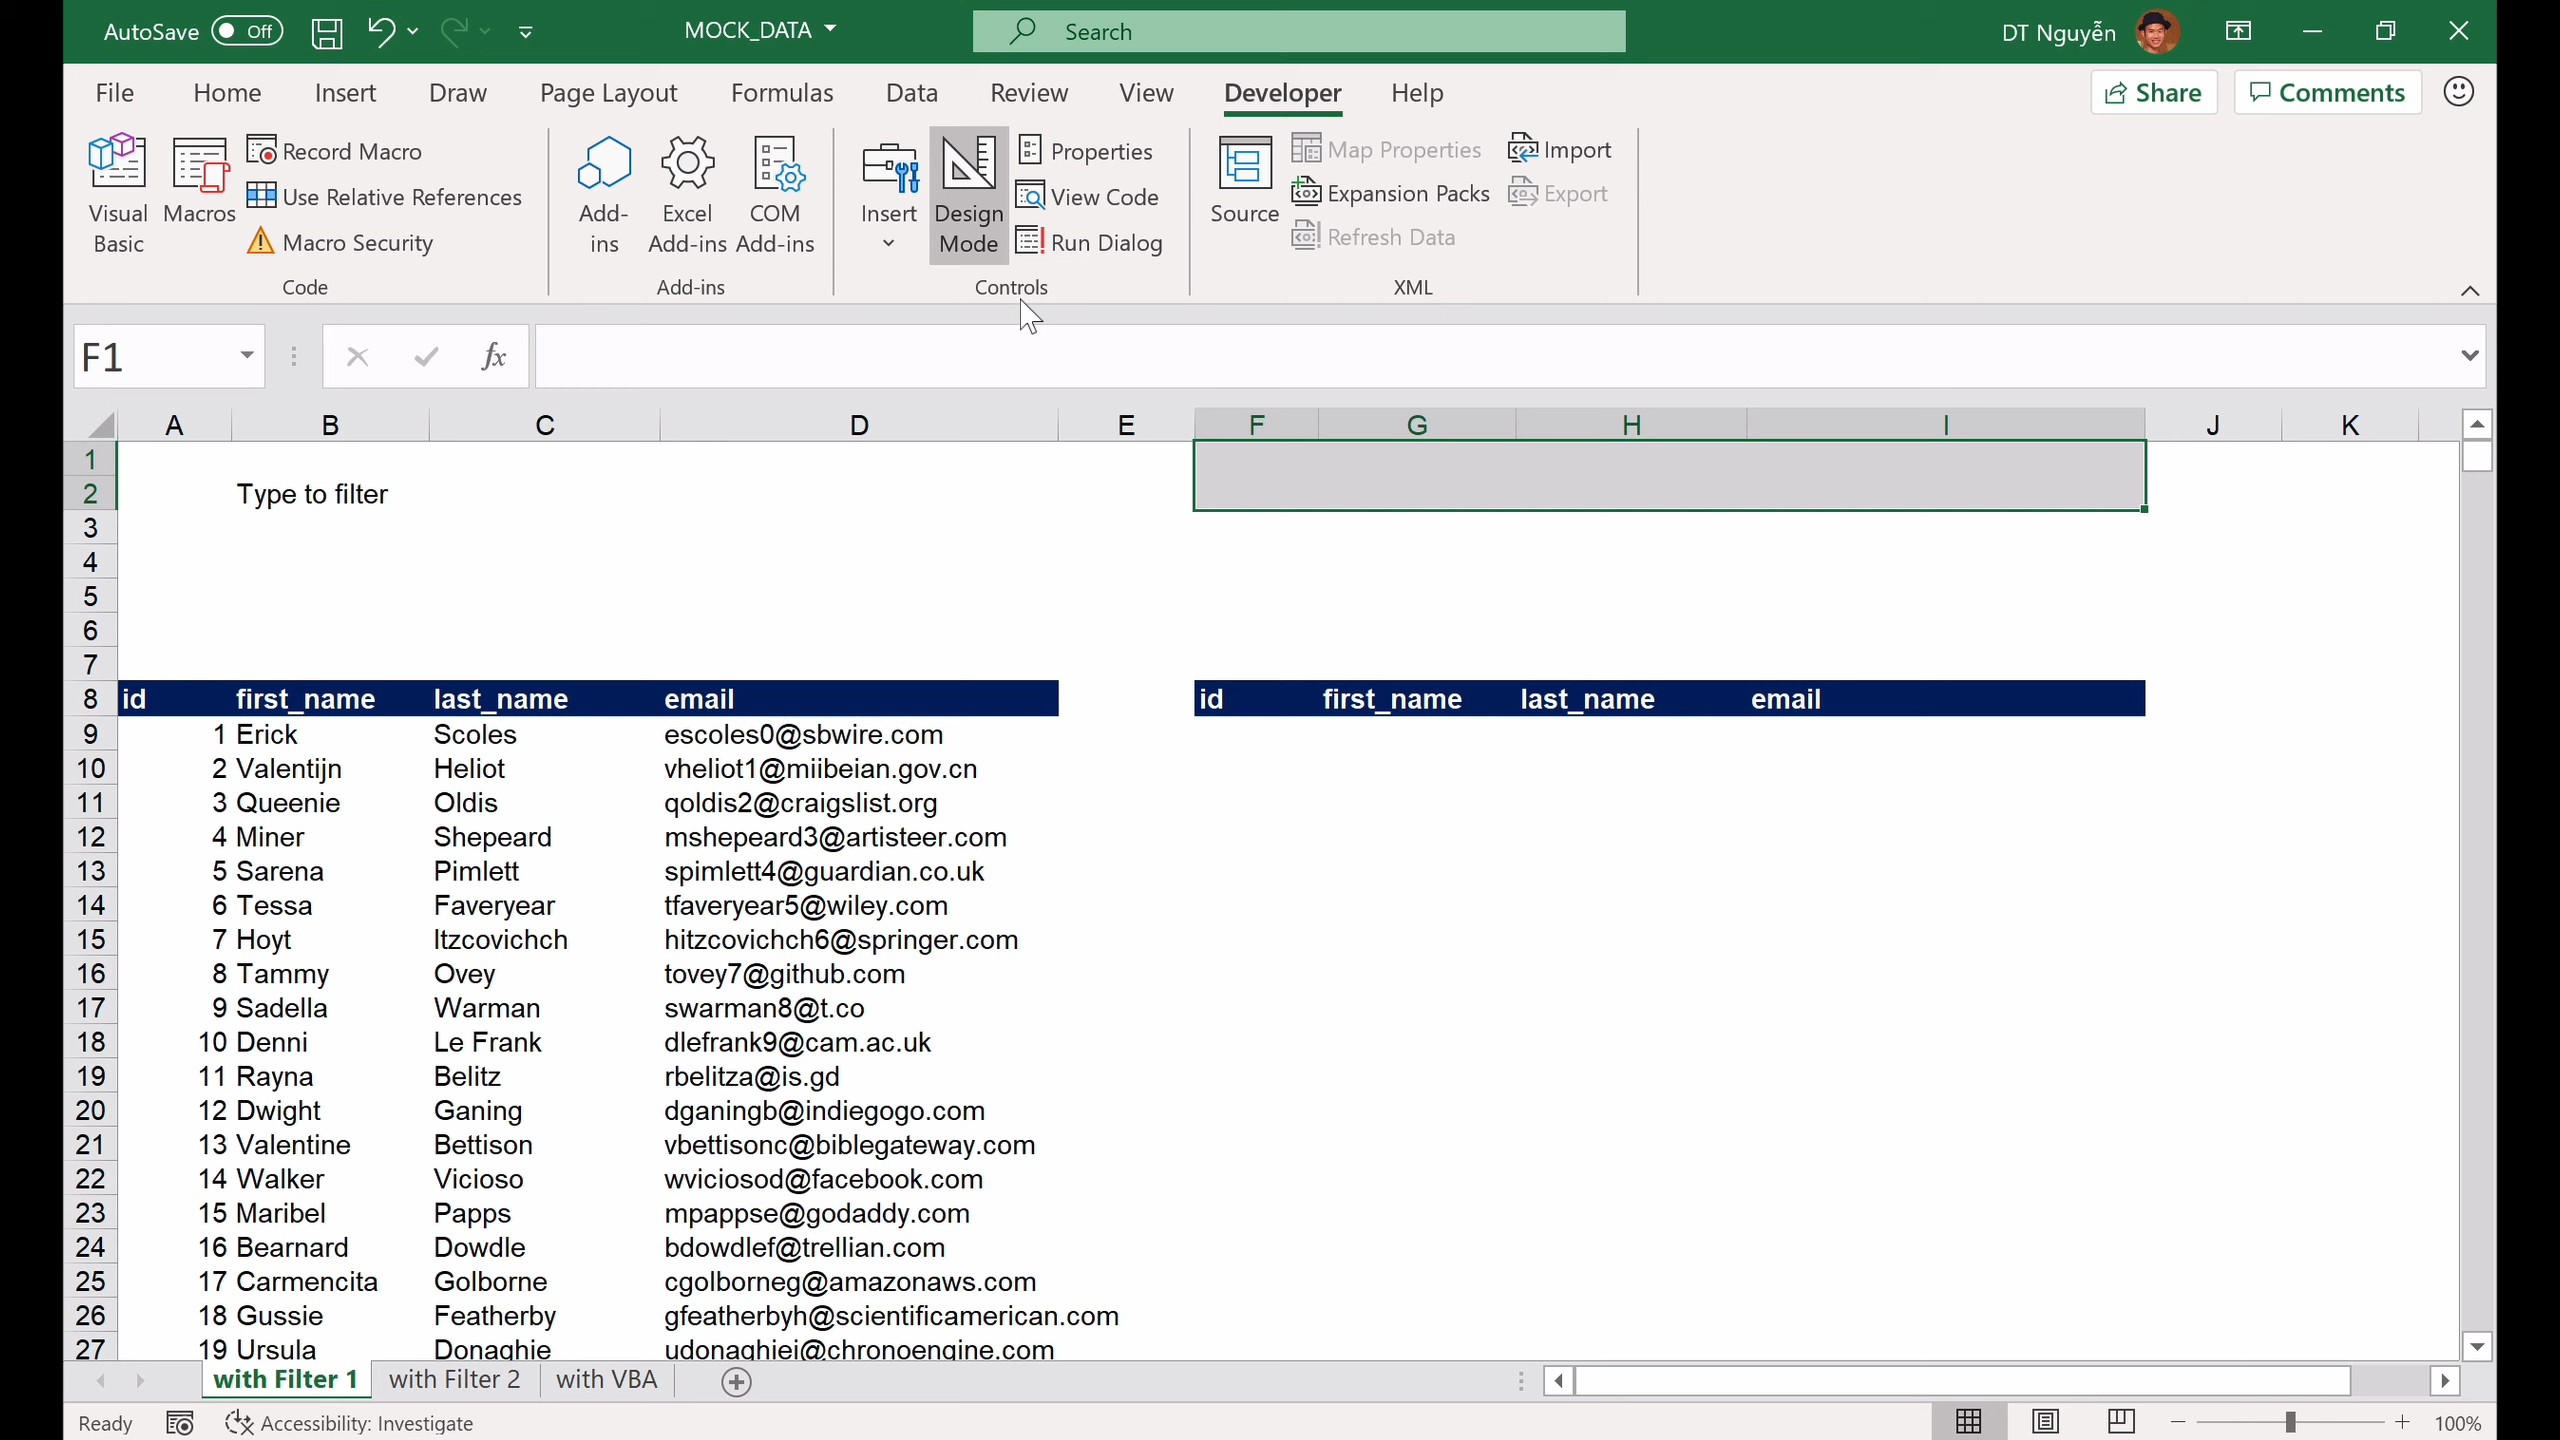 AutoSave Off MOCK_DATA Search DT Nguyễn
File Home Insert Draw Page Layout Formulas Data Review View Developer Help Share Comments
Visual Basic
Macros
Record Macro
Use Relative References
Macro Security
Code
Add-ins
Excel Add-ins
COM Add-ins
Add-ins
Insert
Design Mode
Properties
View Code
Run Dialog
Controls
Source
Map Properties
Expansion Packs
Refresh Data
Import
Export
XML
F1 fx
A B C D E F G H I J K
1
2 Type to filter
3
4
5
6
7
8 id first_name last_name email id first_name last_name email
9 1 Erick Scoles escoles0@sbwire.com
10 2 Valentijn Heliot vheliot1@miibeian.gov.cn
11 3 Queenie Oldis qoldis2@craigslist.org
12 4 Miner Shepeard mshepeard3@artisteer.com
13 5 Sarena Pimlett spimlett4@guardian.co.uk
14 6 Tessa Faveryear tfaveryear5@wiley.com
15 7 Hoyt Itzcovichch hitzcovichch6@springer.com
16 8 Tammy Ovey tovey7@github.com
17 9 Sadella Warman swarman8@t.co
18 10 Denni Le Frank dlefrank9@cam.ac.uk
19 11 Rayna Belitz rbelitza@is.gd
20 12 Dwight Ganing dganingb@indiegogo.com
21 13 Valentine Bettison vbettisonc@biblegateway.com
22 14 Walker Vicioso wviciosod@facebook.com
23 15 Maribel Papps mpappse@godaddy.com
24 16 Bearnard Dowdle bdowdlef@trellian.com
25 17 Carmencita Golborne cgolborneg@amazonaws.com
26 18 Gussie Featherby gfeatherbyh@scientificamerican.com
27 19 Ursula Donaghie udonaghiei@chronoengine.com
with Filter 1 with Filter 2 with VBA
Ready Accessibility: Investigate 100%